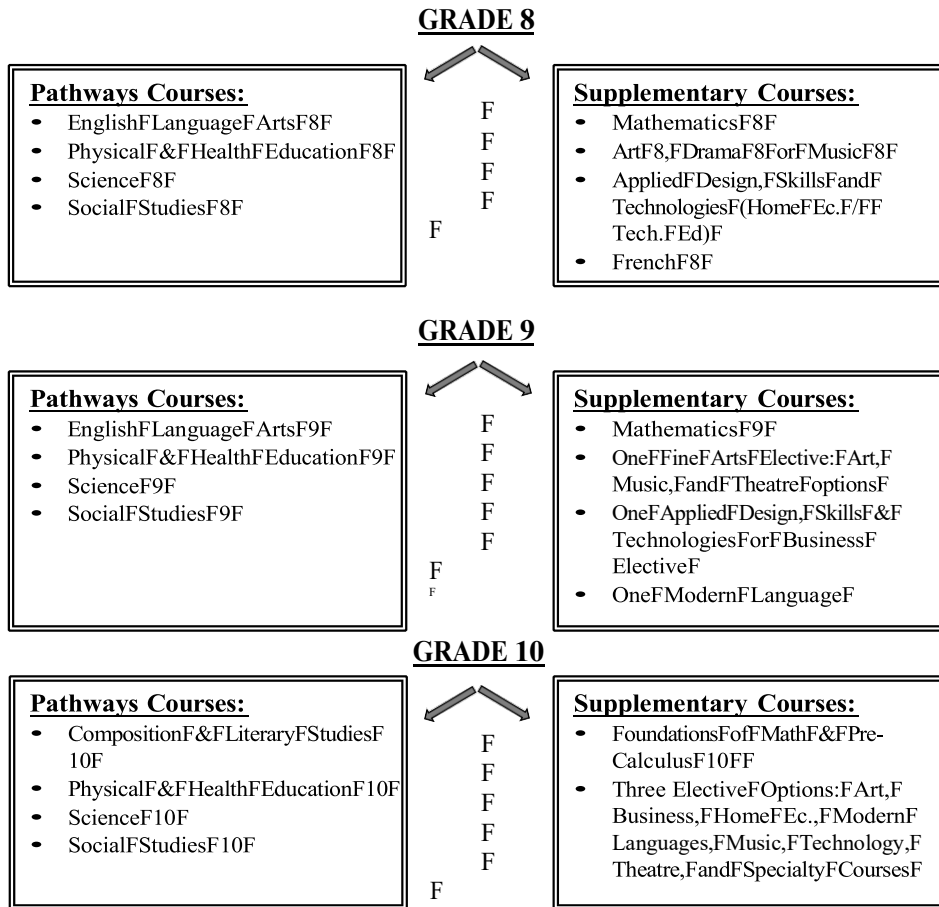 GRADE 8
Pathways Courses:
• EnglishFLanguageFArtsF8F
• PhysicalF&FHealthFEducationF8F
• ScienceF8F
• SocialFStudiesF8F
F
F
F
F
F
Supplementary Courses:
• MathematicsF8F
• ArtF8,FDramaF8ForFMusicF8F
• AppliedFDesign,FSkillsFandF
TechnologiesF(HomeFEc.F/FF
Tech.FEd)F
• FrenchF8F
GRADE 9
Pathways Courses:
• EnglishFLanguageFArtsF9F
• PhysicalF&FHealthFEducationF9F
• ScienceF9F
• SocialFStudiesF9F
F
F
F
F
F
F
F
Supplementary Courses:
• MathematicsF9F
• OneFFineFArtsFElective:FArt,F
Music,FandFTheatreFoptionsF
• OneFAppliedFDesign,FSkillsF&F
TechnologiesForFBusinessF
ElectiveF
• OneFModernFLanguageF
GRADE 10
Pathways Courses:
• CompositionF&FLiteraryFStudiesF
10F
• PhysicalF&FHealthFEducationF10F
• ScienceF10F
• SocialFStudiesF10F
F
F
F
F
F
F
Supplementary Courses:
• FoundationsFofFMathF&FPre-
CalculusF10FF
• Three ElectiveFOptions:FArt,F
Business,FHomeFEc.,FModernF
Languages,FMusic,FTechnology,F
Theatre,FandFSpecialtyFCoursesF